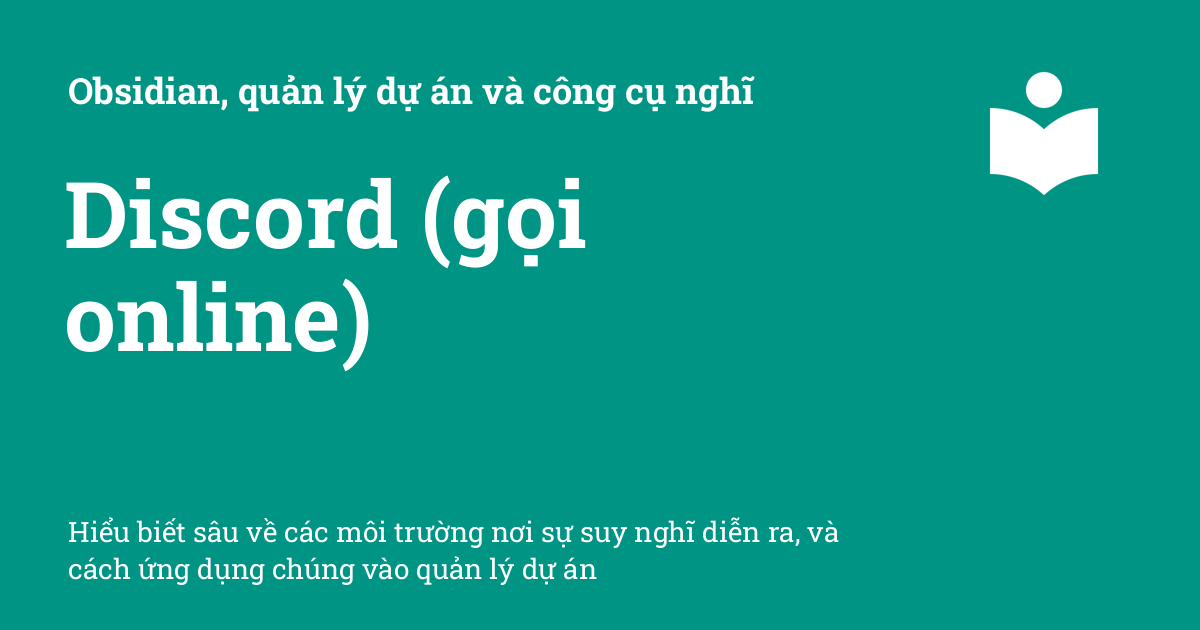 Obsidian, quản lý dự án và công cụ nghĩ
Discord (gọi
online)
Hiểu biết sâu về các môi trường nơi sự suy nghĩ diễn ra, và
cách ứng dụng chúng vào quản lý dự án